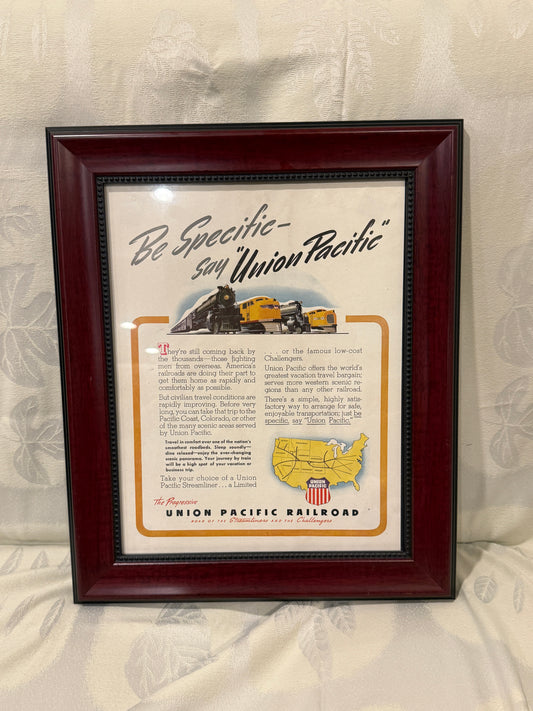 Be Specific—
say "Union Pacific"
They're still coming back by
the thousands—those fighting
men from overseas. America's
railroads are doing their part to
get them home as rapidly and
comfortably as possible.
But civilian travel conditions are
rapidly improving. Before very
long, you can take that trip to the
Pacific Coast, Colorado, or other
of the many scenic areas served
by Union Pacific.
Travel in comfort over one of the nation's
smoothest roadbeds. Sleep soundly—
dine relaxed—enjoy the ever-changing
scenic panorama. Your journey by train
will be a high spot of your vacation or
business trip.
Take your choice of a Union
Pacific Streamliner . . . a Limited
. . . or the famous low-cost
Challengers.
Union Pacific offers the world's
greatest vacation travel bargain;
serves more western scenic re-
gions than any other railroad.
There's a simple, highly satis-
factory way to arrange for safe,
enjoyable transportation; just be
specific, say "Union Pacific."
UNION
PACIFIC
The Progressive
UNION PACIFIC RAILROAD
ROAD OF THE Streamliners AND THE Challengers